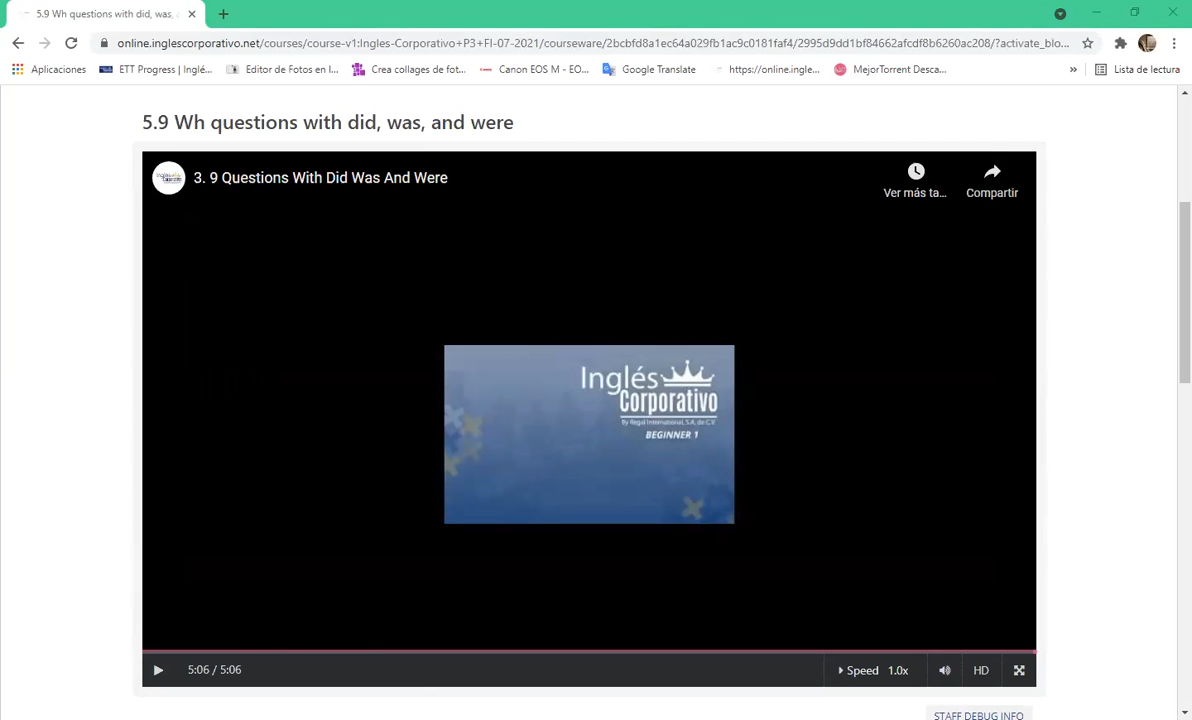 5.9 Wh questions with did, was,
online.inglescorporativo.net/courses/course-v1:Ingles-Corporativo+P3+FI-07-2021/courseware/2bcbfd8a1ec64a029fb1ac9c0181faf4/2995d9dd1bf84662afcdf8b6260ac208/?activate_blo...
Aplicaciones ETT Progress | Inglé... Editor de Fotos en l... Crea collages de fot... Canon EOS M - EO... Google Translate https://online.ingle... MejorTorrent Desca... » Lista de lectura
5.9 Wh questions with did, was, and were
3. 9 Questions With Did Was And Were
Ver más ta... Compartir
Inglés
Corporativo
By Regal International, S.A. de C.V.
BEGINNER 1
5:06 / 5:06 Speed 1.0x HD
STAFF DEBUG INFO